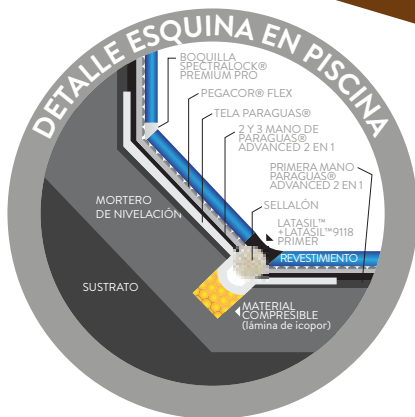 DETALLE ESQUINA EN PISCINA
BOQUILLA
SPECTRALOCK®
PREMIUM PRO
PEGACOR® FLEX
TELA PARAGUAS®
2 Y 3 MANO DE
PARAGUAS®
ADVANCED 2 EN 1
PRIMERA MANO
PARAGUAS®
ADVANCED 2 EN 1
SELLALÓN
MORTERO
DE NIVELACIÓN
LATASIL™
+LATASIL™9118
PRIMER
REVESTIMIENTO
SUSTRATO
MATERIAL
COMPRESIBLE
(lámina de icopor)